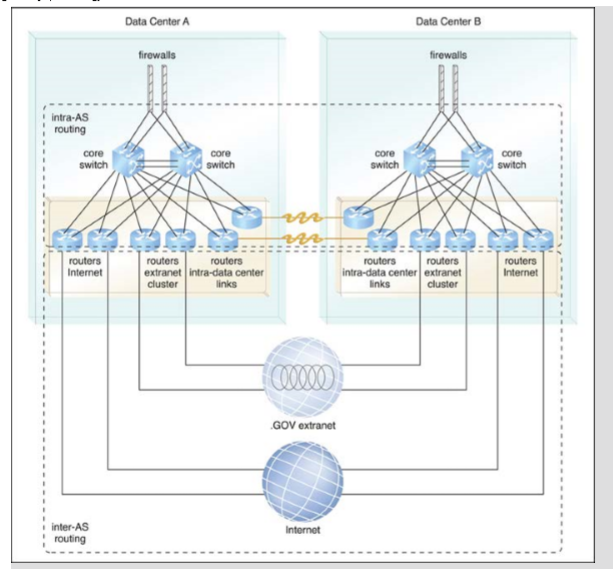 Data Center A
Data Center B
firewalls
firewalls
intra-AS
routing
core
switch
core
switch
core
switch
core
switch
routers
Internet
routers
extranet
cluster
routers
intra-data center
links
routers
intra-data center
links
routers
extranet
cluster
routers
Internet
.GOV extranet
Internet
inter-AS
routing